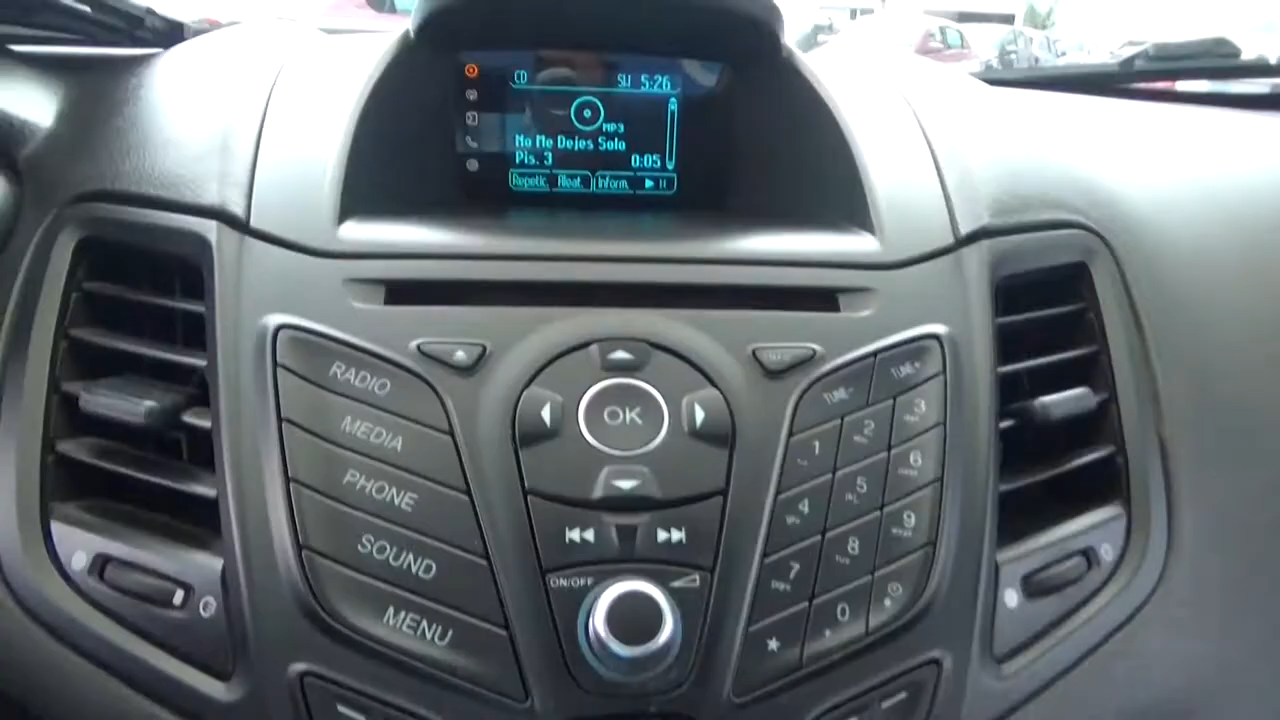 CD 5:26
MP3
No Me Dejes Solo
Pis. 3 0:05
Repetic. Aleat. Inform.
RADIO
MEDIA
PHONE
SOUND
MENU
OK
ON/OFF
TUNE- TUNE+
1 2 3
4 5 6
7 8 9
* 0